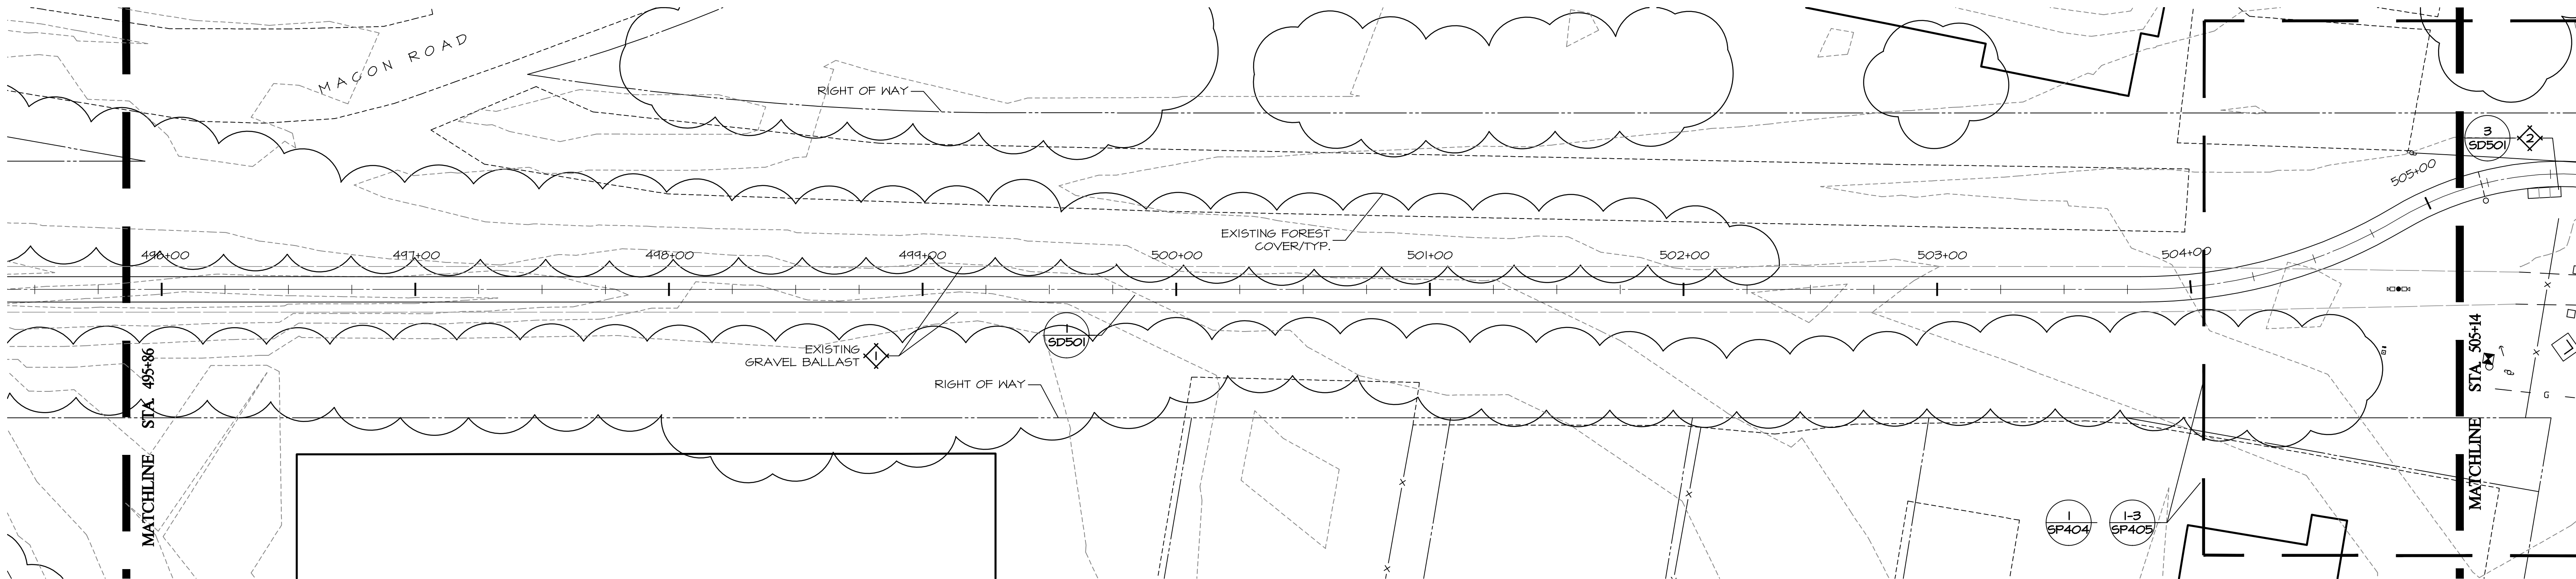 MACON ROAD
RIGHT OF WAY
3
SD501
2
505+00
EXISTING FOREST
COVER/TYP.
496+00
497+00
498+00
499+00
500+00
501+00
502+00
503+00
504+00
1
SD501
EXISTING
GRAVEL BALLAST
1
RIGHT OF WAY
MATCHLINE STA. 495+86
MATCHLINE STA. 505+14
G
1
SP404
1-3
SP405